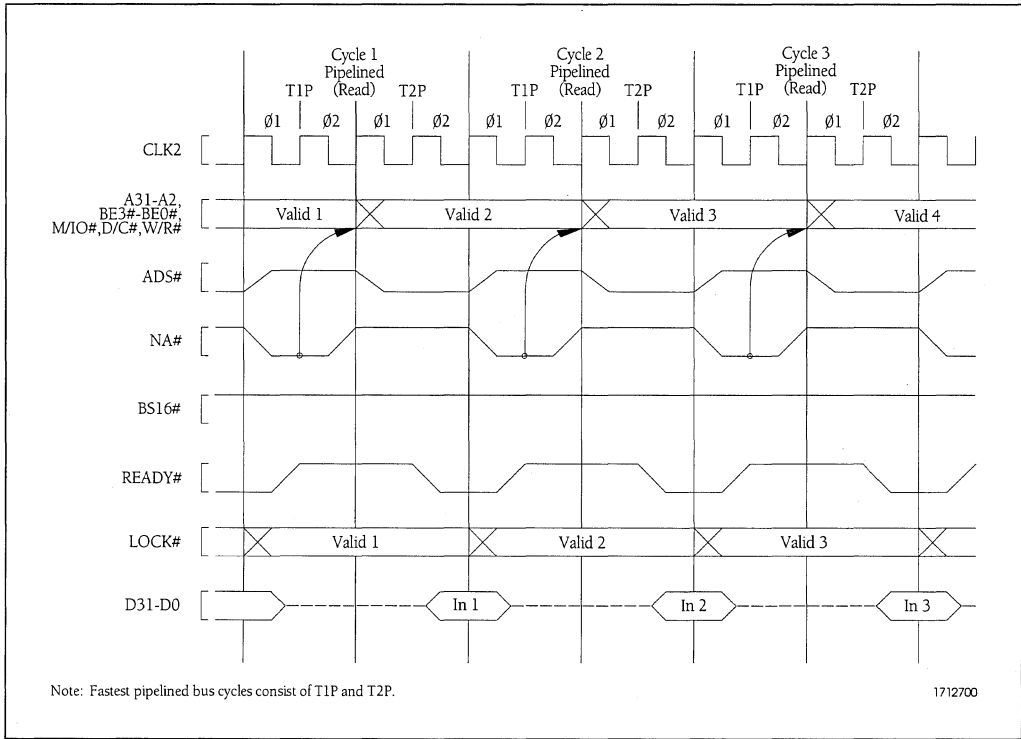 Cycle 1
Pipelined
(Read)
Cycle 2
Pipelined
(Read)
Cycle 3
Pipelined
(Read)
T1P T2P T1P T2P T1P T2P
Ø1 Ø2 Ø1 Ø2 Ø1 Ø2 Ø1 Ø2 Ø1 Ø2 Ø1 Ø2
CLK2
A31-A2,
BE3#-BE0#,
M/IO#,D/C#,W/R#
Valid 1 Valid 2 Valid 3 Valid 4
ADS#
NA#
BS16#
READY#
LOCK# Valid 1 Valid 2 Valid 3
D31-D0 In 1 In 2 In 3
Note: Fastest pipelined bus cycles consist of T1P and T2P.
1712700